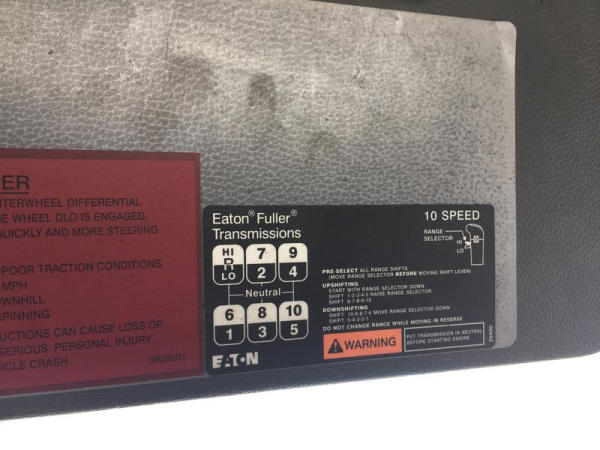 ER
TERWHEEL DIFFERENTIAL
E WHEEL DLO IS ENGAGED,
UICKLY AND MORE STEERING
POOR TRACTION CONDITIONS
MPH
WNHILL
PINNING
UCTIONS CAN CAUSE LOSS OF
SERIOUS PERSONAL INJURY
ICLE CRASH.
3939001
Eaton® Fuller®
Transmissions
10 SPEED
HI
R
LO
7
2
9
4
Neutral
6
1
8
3
10
5
EATON
RANGE
SELECTOR
HI
LO
PRE-SELECT ALL RANGE SHIFTS
(MOVE RANGE SELECTOR BEFORE MOVING SHIFT LEVER)
UPSHIFTING
START WITH RANGE SELECTOR DOWN
SHIFT 1-2-3-4-5 RAISE RANGE SELECTOR
SHIFT 6-7-8-9-10
DOWNSHIFTING
SHIFT 10-9-8-7-6 MOVE RANGE SELECTOR DOWN
SHIFT 5-4-3-2-1
DO NOT CHANGE RANGE WHILE MOVING IN REVERSE
WARNING
PUT TRANSMISSION IN NEUTRAL
BEFORE STARTING ENGINE